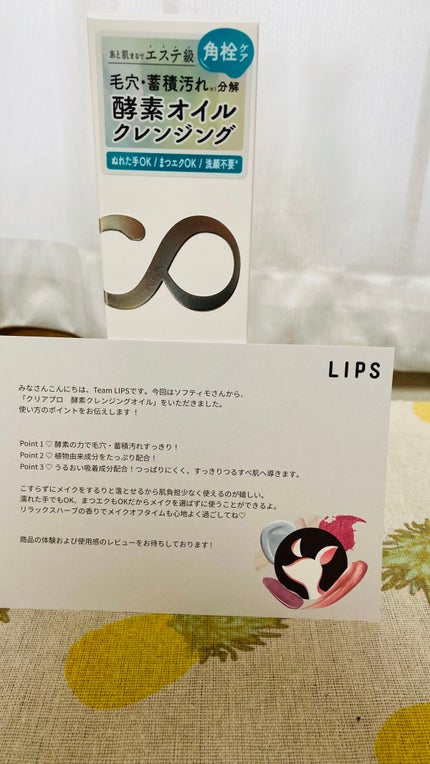 あと肌までエステ級
角栓ケア
毛穴・蓄積汚れ※1分解
酵素オイル
クレンジング
ぬれた手OK / まつエクOK / 洗顔不要※
LIPS
みなさんこんにちは、Team LIPSです。今回はソフティモさんから、
「クリアプロ 酵素クレンジングオイル」をいただきました。
使い方のポイントをお伝えします！
Point 1 ♡ 酵素の力で毛穴・蓄積汚れすっきり！
Point 2 ♡ 植物由来成分をたっぷり配合！
Point 3 ♡ うるおい吸着成分配合！つっぱりにくく、すっきりつるすべ肌へ導きます。
こすらずにメイクをするりと落とせるから肌負担少なく使えるのが嬉しい。
濡れた手でもOK、まつエクもOKだからメイクを選ばずに使うことができるよ。
リラックスハーブの香りでメイクオフタイムも心地よく過ごしてね♡
商品の体験および使用感のレビューをお待ちしております！